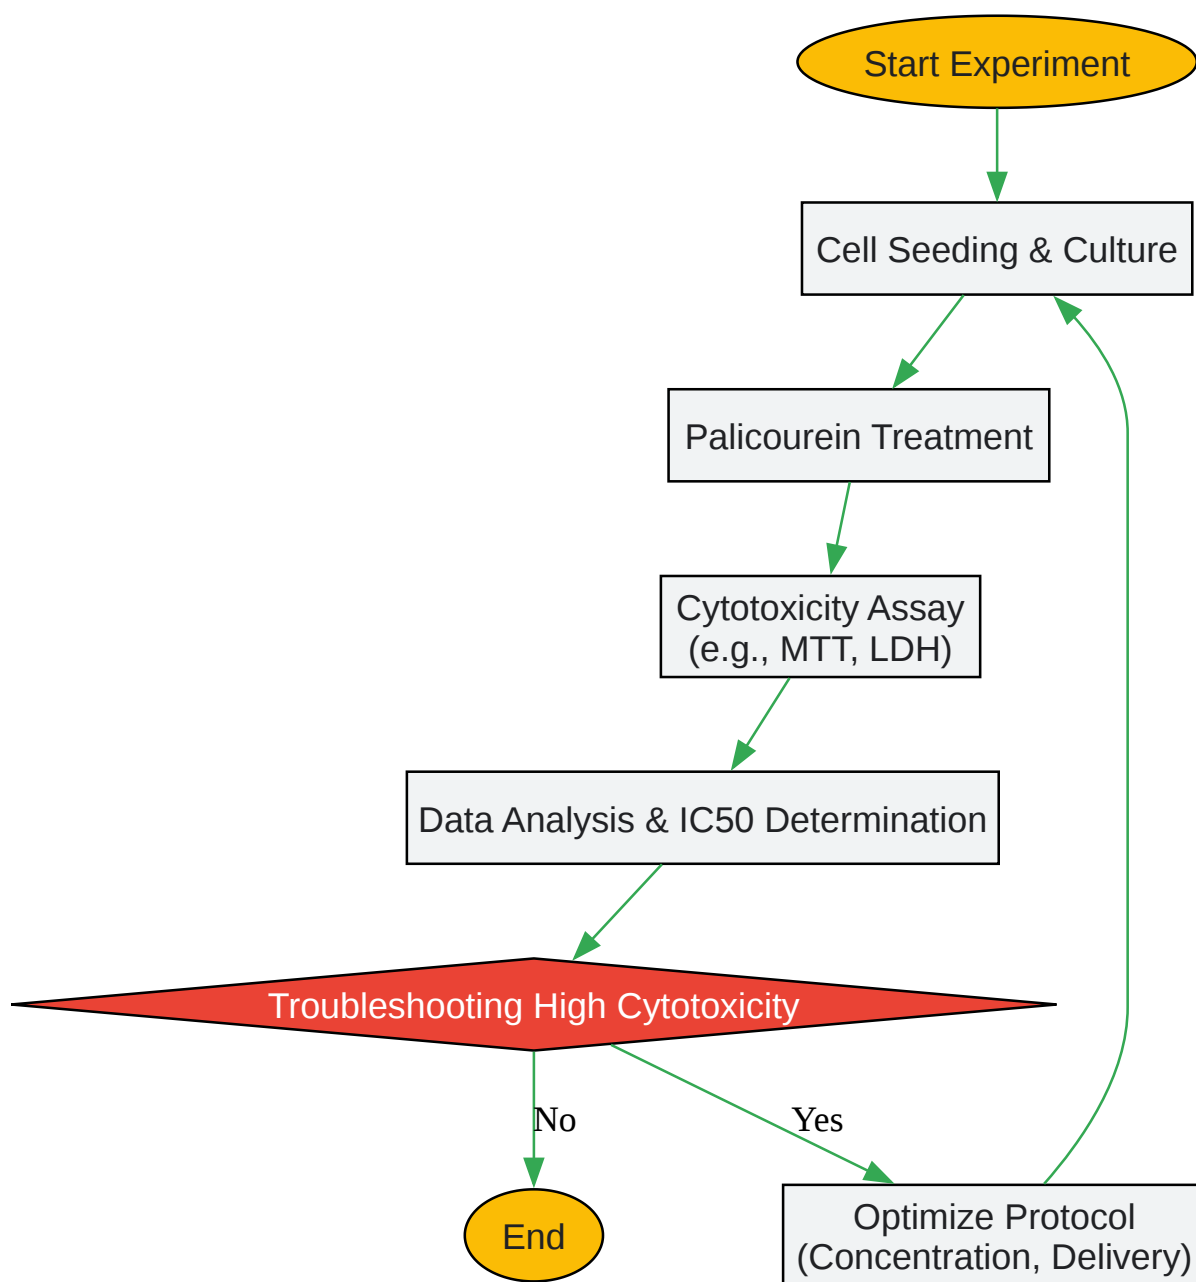 Start Experiment
Cell Seeding & Culture
Palicourein Treatment
Cytotoxicity Assay
(e.g., MTT, LDH)
Data Analysis & IC50 Determination
Troubleshooting High Cytotoxicity
No
Yes
End
Optimize Protocol
(Concentration, Delivery)